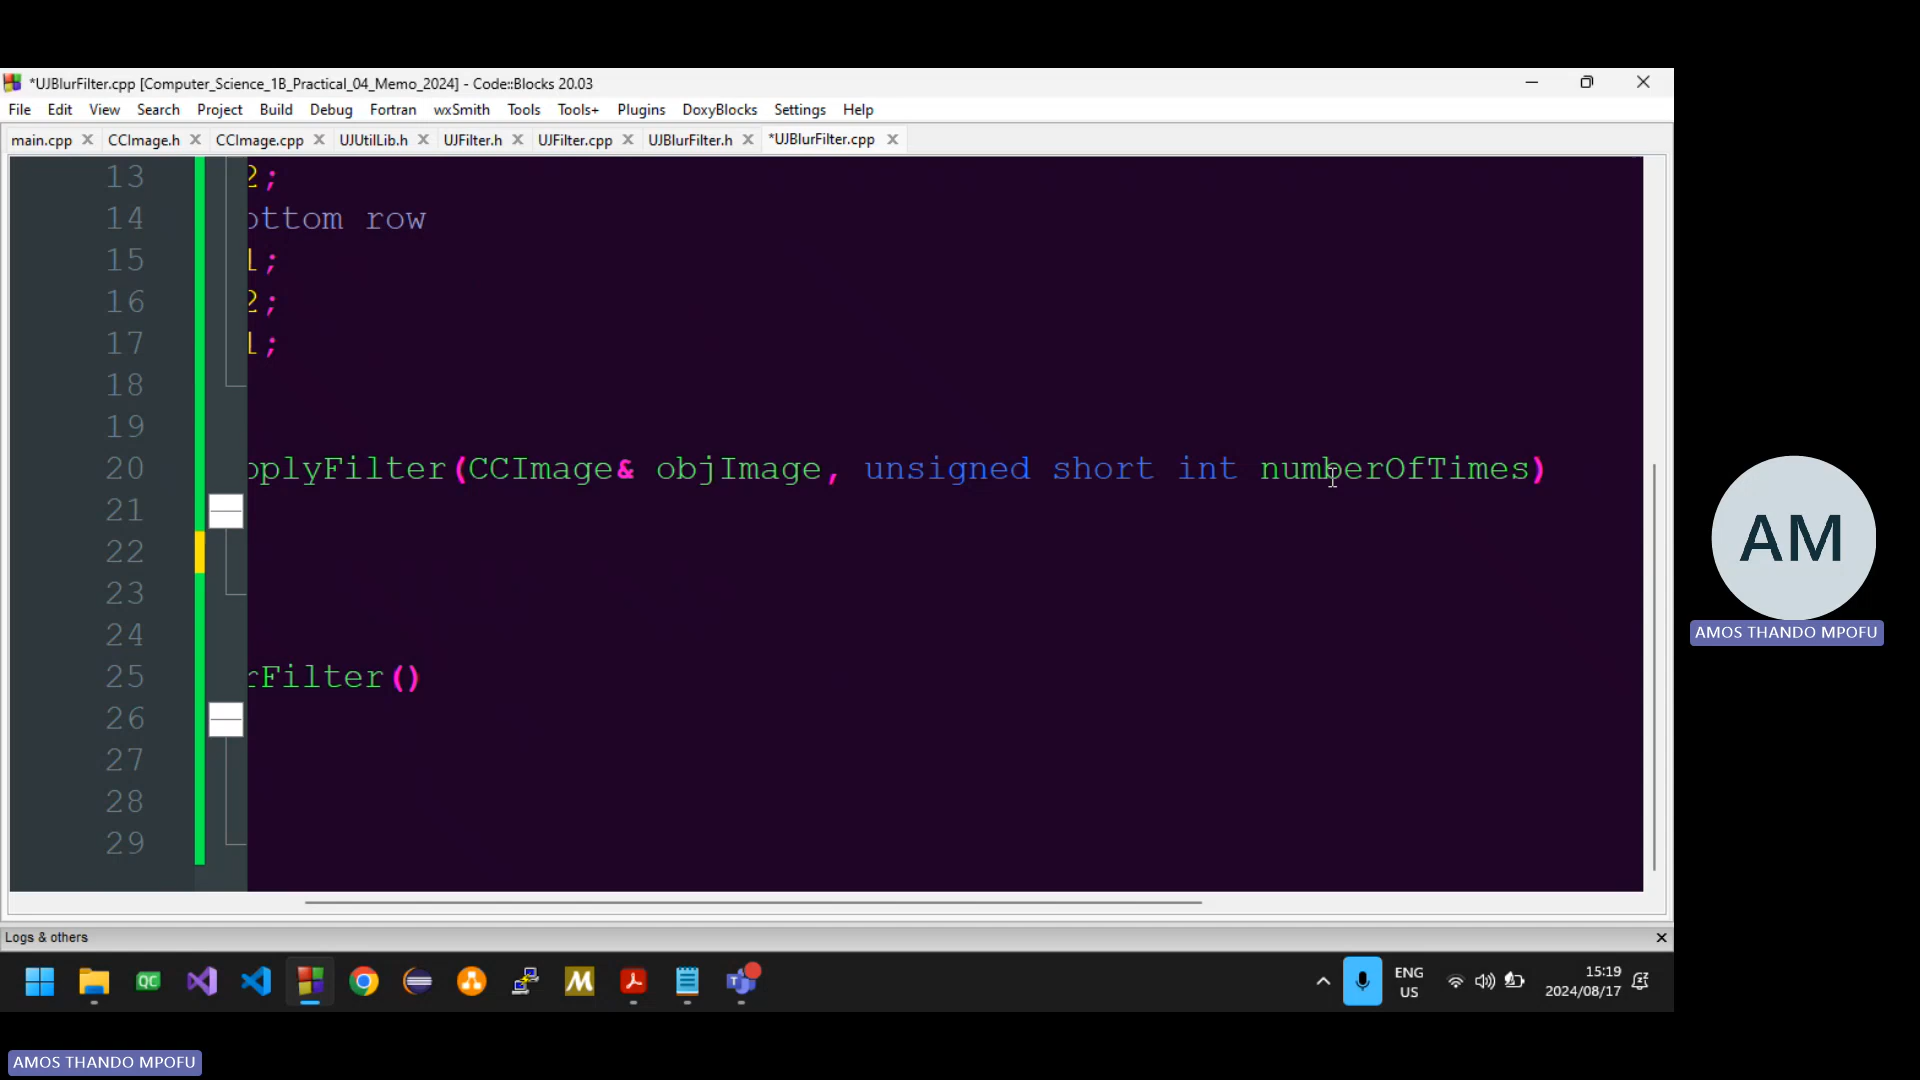 *UJBlurFilter.cpp [Computer_Science_1B_Practical_04_Memo_2024] - Code::Blocks 20.03
File Edit View Search Project Build Debug Fortran wxSmith Tools Tools+ Plugins DoxyBlocks Settings Help
main.cpp CCImage.h CCImage.cpp UJUtilLib.h UJFilter.h UJFilter.cpp UJBlurFilter.h *UJBlurFilter.cpp
13 2;
14 ottom row
15 1;
16 2;
17 1;
18
19
20 pplyFilter(CCImage& objImage, unsigned short int numberOfTimes)
21
22
23
24
25 rFilter()
26
27
28
29
Logs & others
QC
M
ENG
US
15:19
2024/08/17
AM
AMOS THANDO MPOFU
AMOS THANDO MPOFU